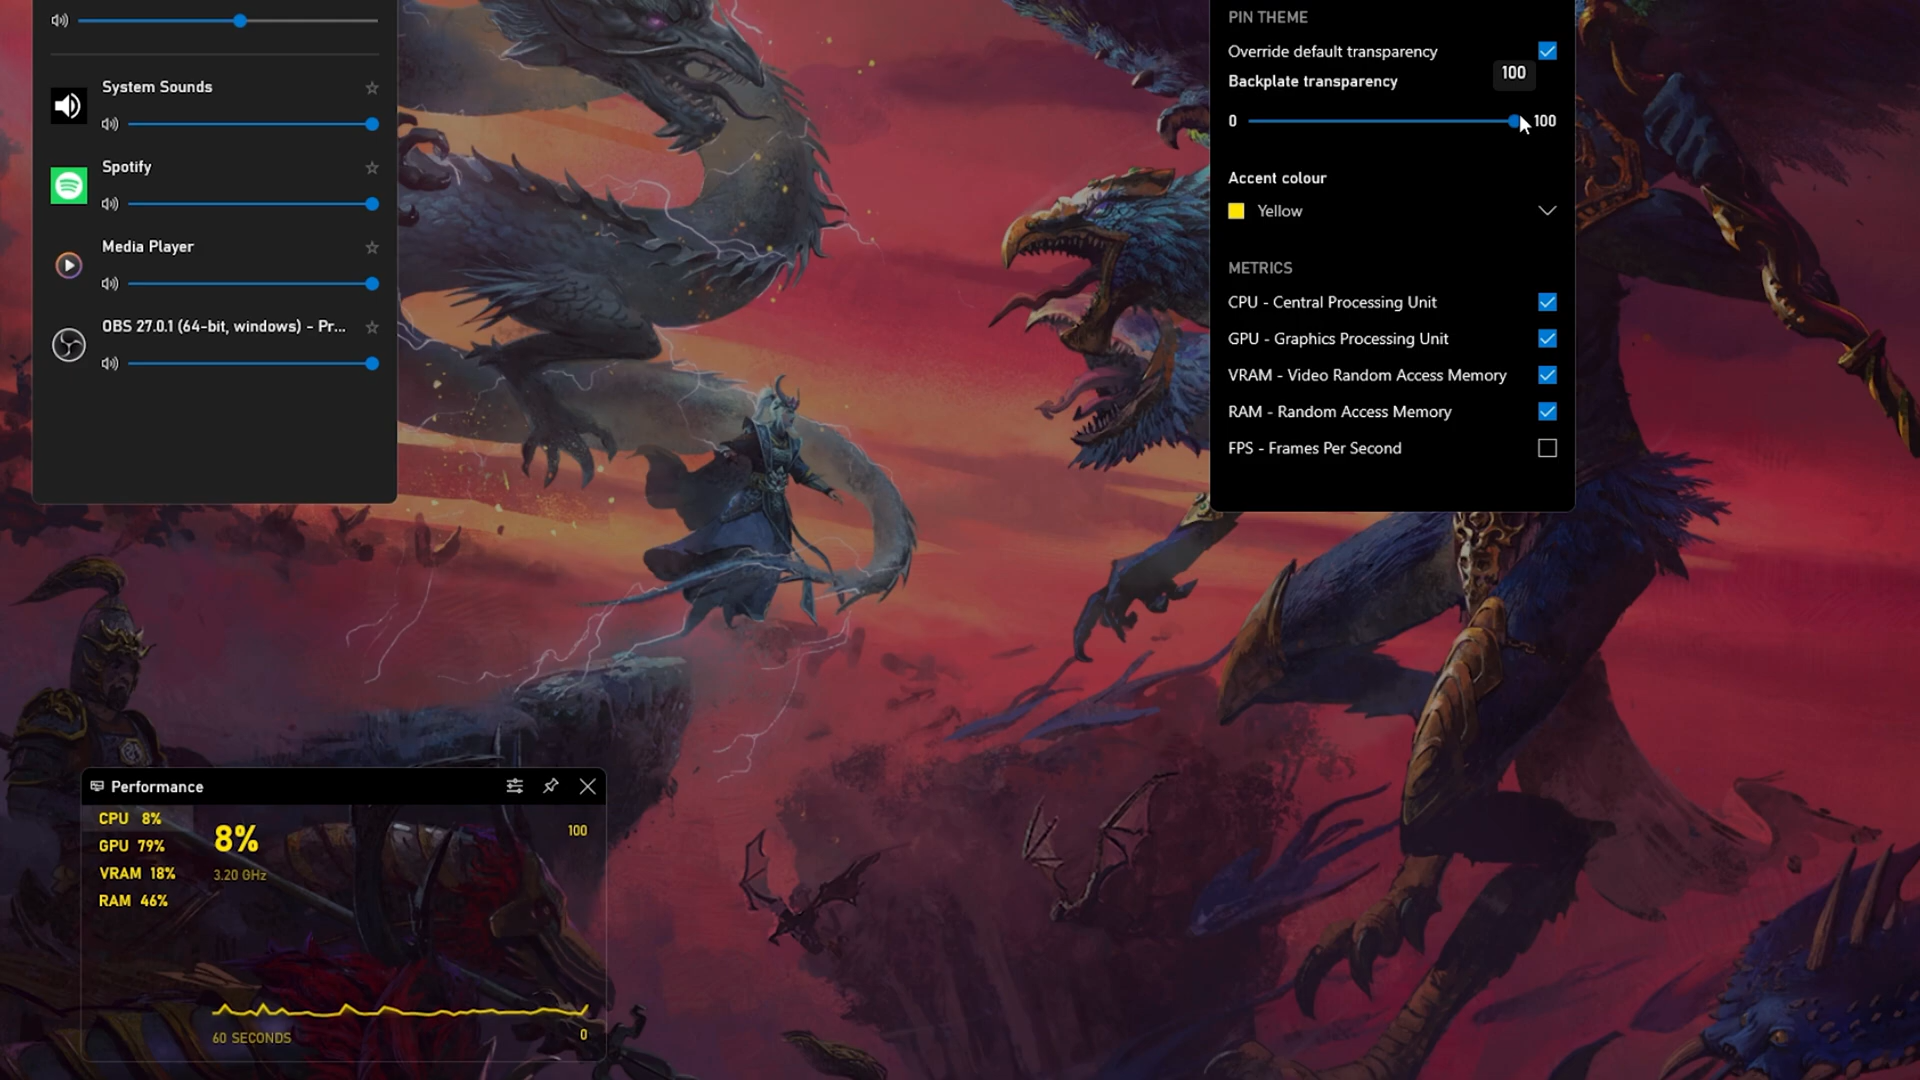 System Sounds
Spotify
Media Player
OBS 27.0.1 (64-bit, windows) - Pr...
PIN THEME
Override default transparency
Backplate transparency
100
0
100
Accent colour
Yellow
METRICS
CPU - Central Processing Unit
GPU - Graphics Processing Unit
VRAM - Video Random Access Memory
RAM - Random Access Memory
FPS - Frames Per Second
Performance
CPU 8%
GPU 79%
VRAM 18%
RAM 46%
8%
3.20 GHz
100
60 SECONDS
0